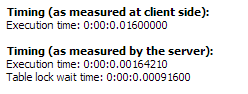 Timing (as measured at client side):
Execution time: 0:00:0.01600000
Timing (as measured by the server):
Execution time: 0:00:0.00164210
Table lock wait time: 0:00:0.00091600